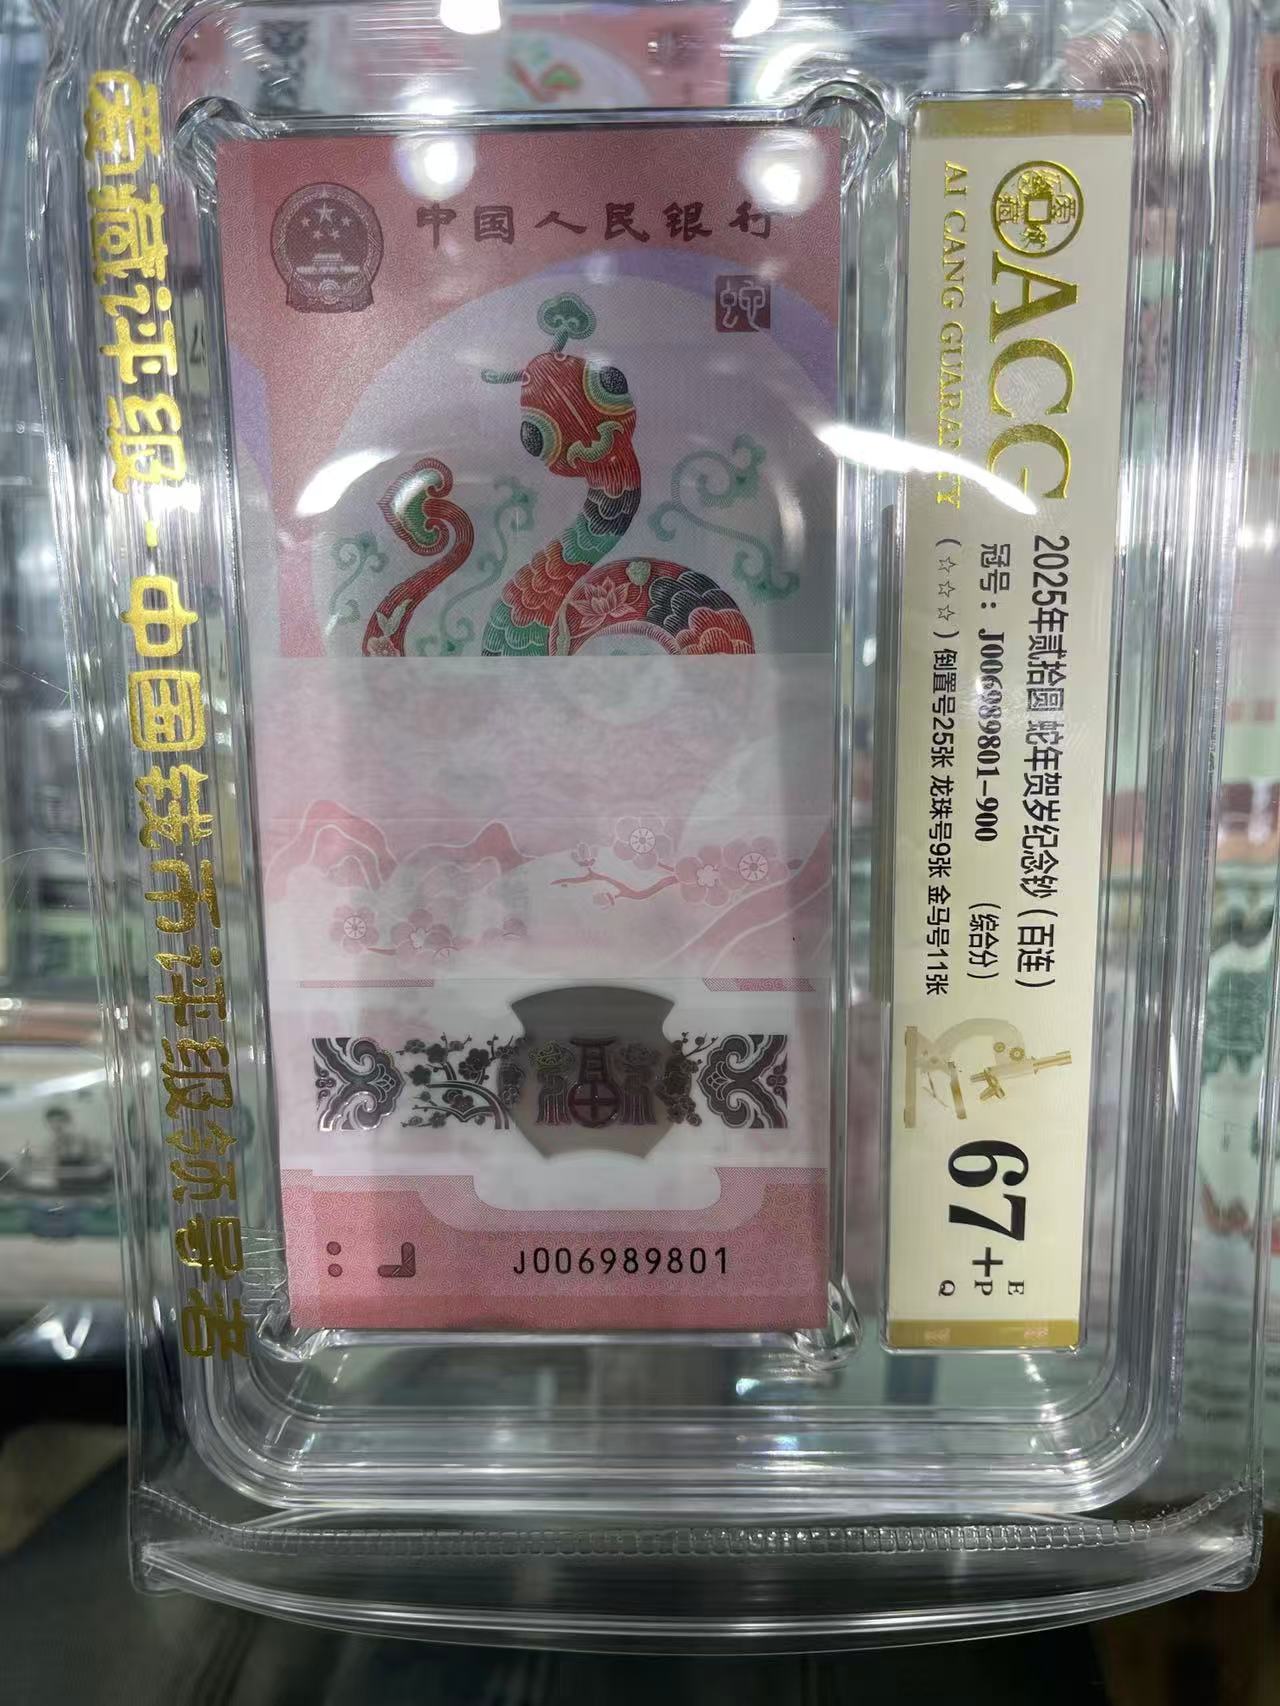 爱藏评级-中国钱币评级领导者
中国人民银行
蛇
J006989801
ACG
AI CANG GUARANTY
2025年贰拾圆 蛇年贺岁纪念钞（百连）
冠号：J006989801-900 （综合分）
（☆☆☆）倒置号25张 龙珠号9张 金马号11张
67+
E
P
Q